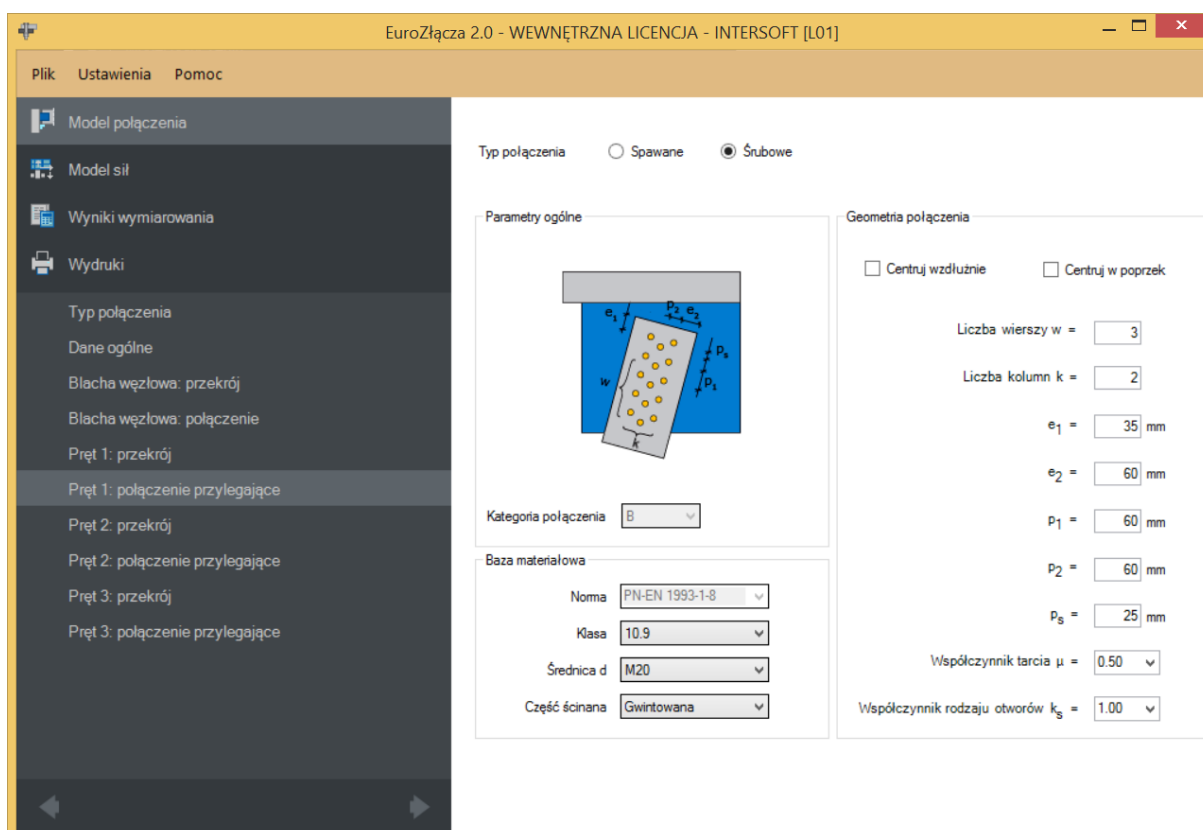 EuroZłącza 2.0 - WEWNĘTRZNA LICENCJA - INTERSOFT [L01]
Plik Ustawienia Pomoc
Model połączenia
Model sił
Wyniki wymiarowania
Wydruki
Typ połączenia
Dane ogólne
Blacha węzłowa: przekrój
Blacha węzłowa: połączenie
Pręt 1: przekrój
Pręt 1: połączenie przylegające
Pręt 2: przekrój
Pręt 2: połączenie przylegające
Pręt 3: przekrój
Pręt 3: połączenie przylegające
Typ połączenia Spawane Śrubowe
Parametry ogólne
e1 p2 e2
ps
w p1
k
Kategoria połączenia B
Baza materiałowa
Norma PN-EN 1993-1-8
Klasa 10.9
Średnica d M20
Część ścinana Gwintowana
Geometria połączenia
Centruj wzdłużnie Centruj w poprzek
Liczba wierszy w = 3
Liczba kolumn k = 2
e1 = 35 mm
e2 = 60 mm
p1 = 60 mm
p2 = 60 mm
ps = 25 mm
Współczynnik tarcia μ = 0.50
Współczynnik rodzaju otworów ks = 1.00